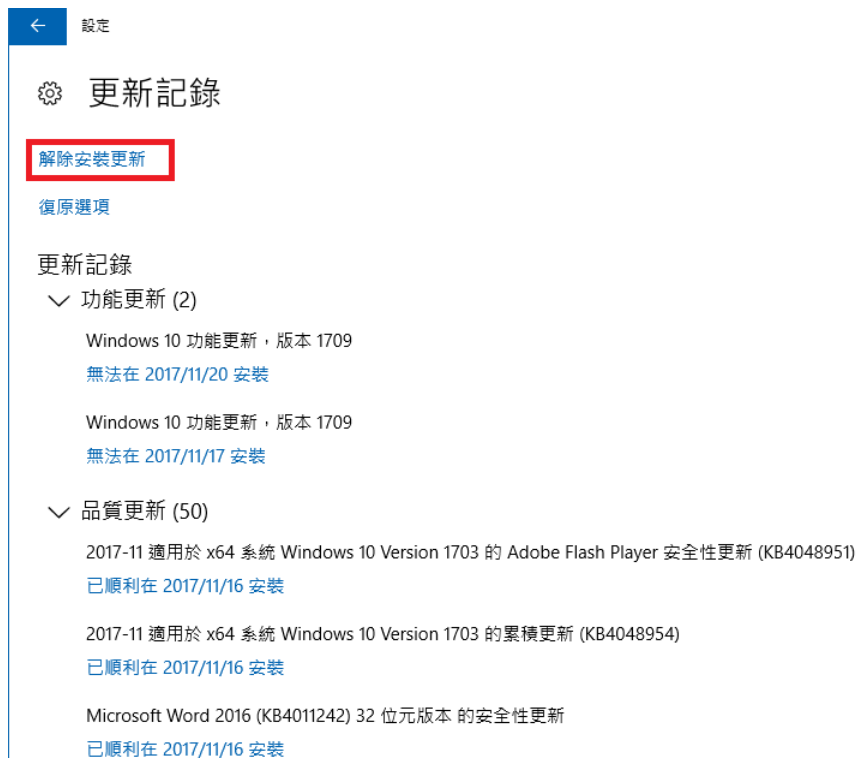 設定
更新記錄
解除安裝更新
復原選項
更新記錄
功能更新 (2)
Windows 10 功能更新，版本 1709
無法在 2017/11/20 安裝
Windows 10 功能更新，版本 1709
無法在 2017/11/17 安裝
品質更新 (50)
2017-11 適用於 x64 系統 Windows 10 Version 1703 的 Adobe Flash Player 安全性更新 (KB4048951)
已順利在 2017/11/16 安裝
2017-11 適用於 x64 系統 Windows 10 Version 1703 的累積更新 (KB4048954)
已順利在 2017/11/16 安裝
Microsoft Word 2016 (KB4011242) 32 位元版本 的安全性更新
已順利在 2017/11/16 安裝